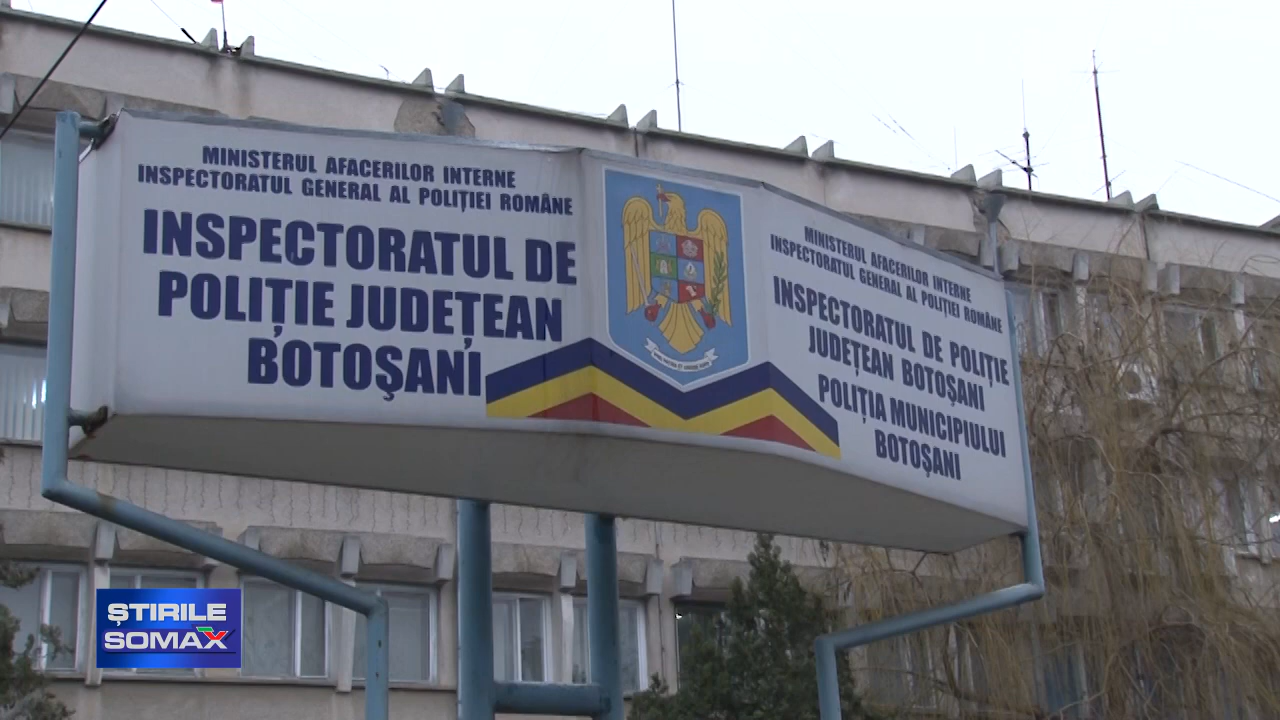 MINISTERUL AFACERILOR INTERNE
INSPECTORATUL GENERAL AL POLIȚIEI ROMÂNE
INSPECTORATUL DE
POLIȚIE JUDEȚEAN
BOTOŞANI
MINISTERUL AFACERILOR INTERNE
INSPECTORATUL GENERAL AL POLIȚIEI ROMÂNE
INSPECTORATUL DE POLIȚIE
JUDEȚEAN BOTOŞANI
POLIȚIA MUNICIPIULUI
BOTOŞANI
ŞTIRILE
SOMAX